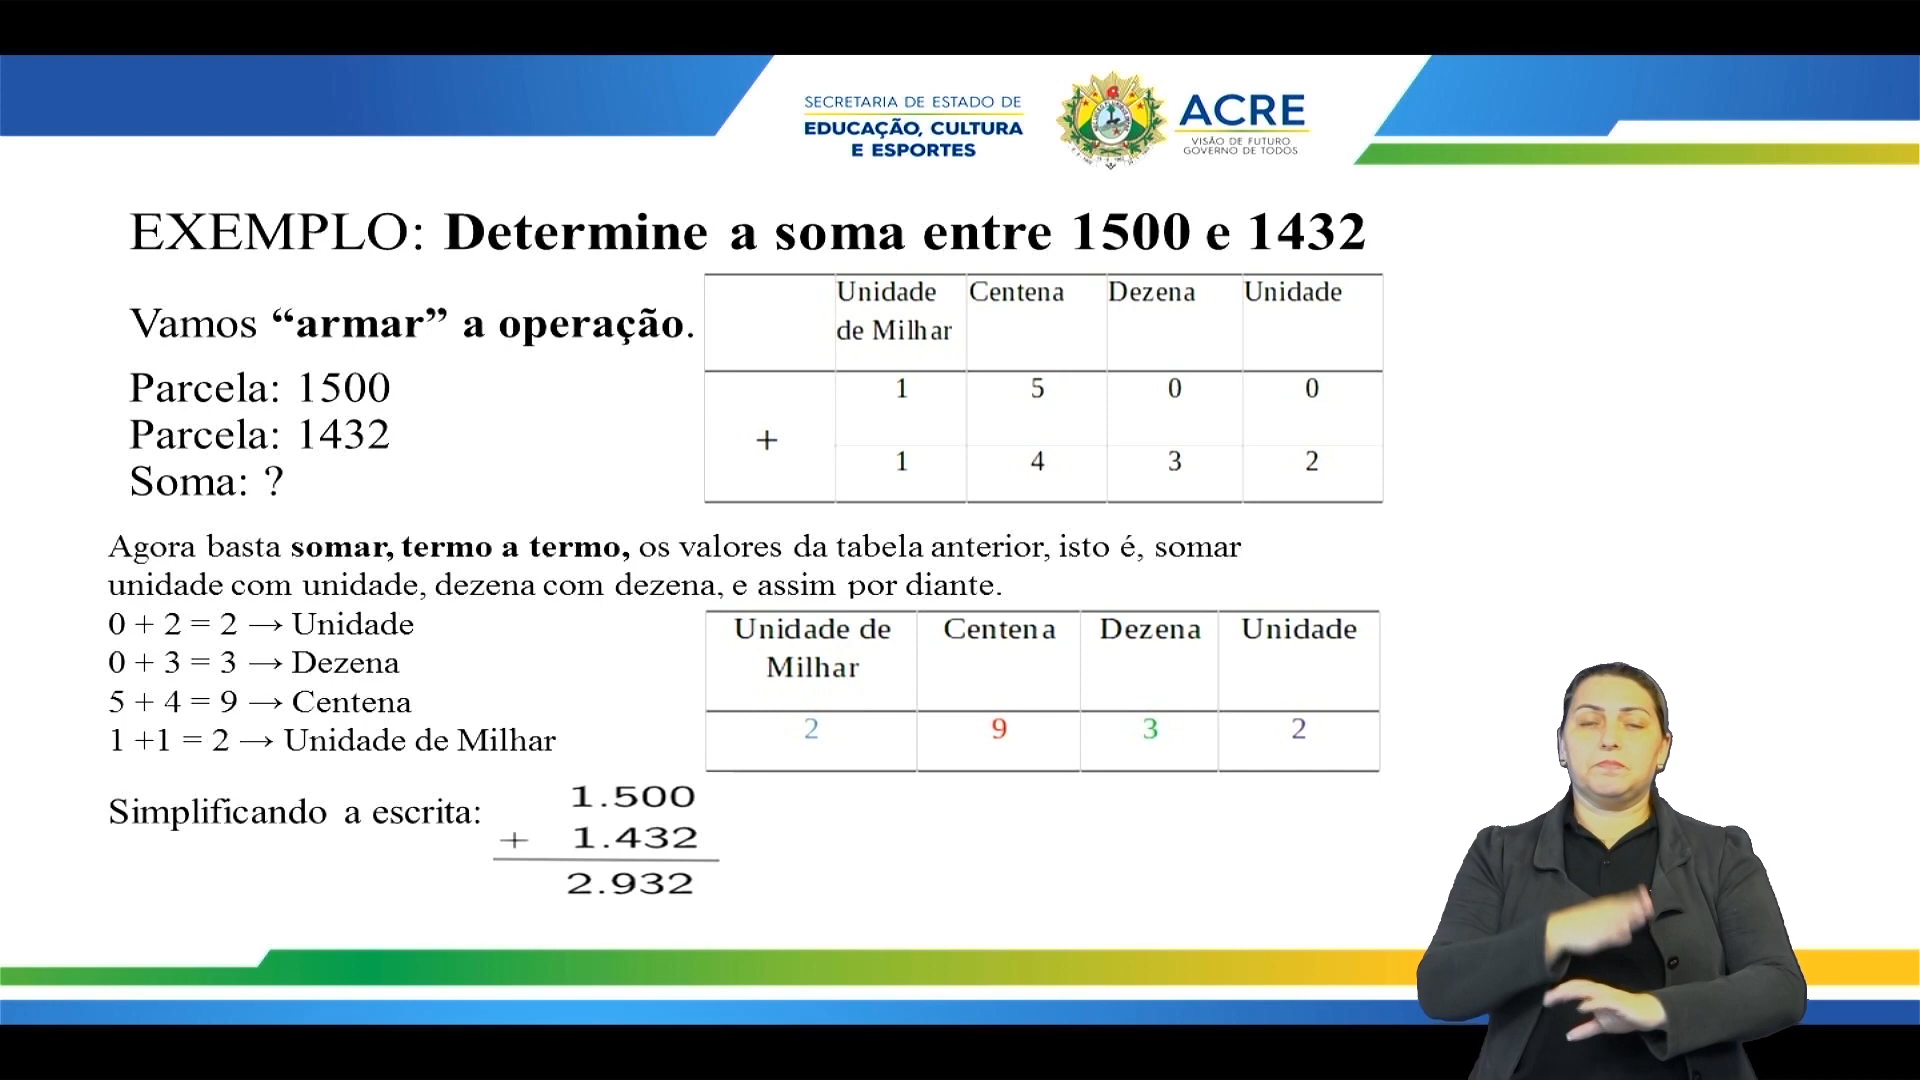 SECRETARIA DE ESTADO DE
EDUCAÇÃO, CULTURA
E ESPORTES
ACRE
VISÃO DE FUTURO
GOVERNO DE TODOS
EXEMPLO: Determine a soma entre 1500 e 1432
Vamos “armar” a operação.
Parcela: 1500
Parcela: 1432
Soma: ?
Unidade de Milhar Centena Dezena Unidade
1 5 0 0
+
1 4 3 2
Agora basta somar, termo a termo, os valores da tabela anterior, isto é, somar
unidade com unidade, dezena com dezena, e assim por diante.
0 + 2 = 2 → Unidade
0 + 3 = 3 → Dezena
5 + 4 = 9 → Centena
1 +1 = 2 → Unidade de Milhar
Unidade de Milhar Centena Dezena Unidade
2 9 3 2
Simplificando a escrita:
1.500
+ 1.432
2.932